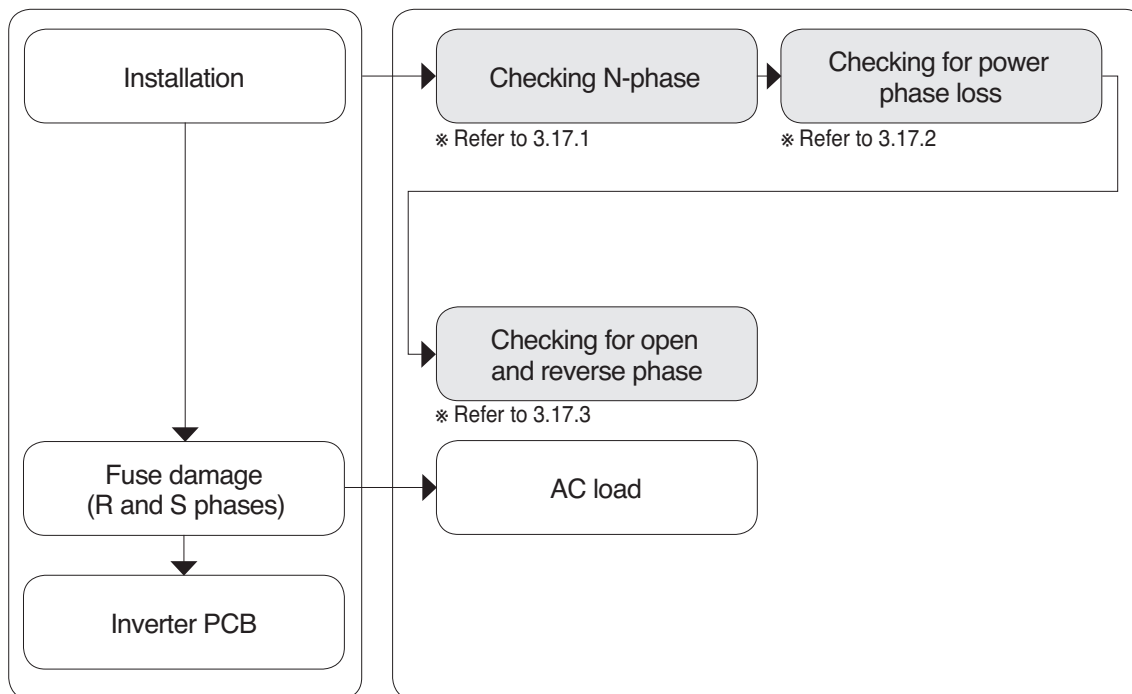 Installation
Checking N-phase
※ Refer to 3.17.1
Checking for power
phase loss
※ Refer to 3.17.2
Checking for open
and reverse phase
※ Refer to 3.17.3
Fuse damage
(R and S phases)
AC load
Inverter PCB